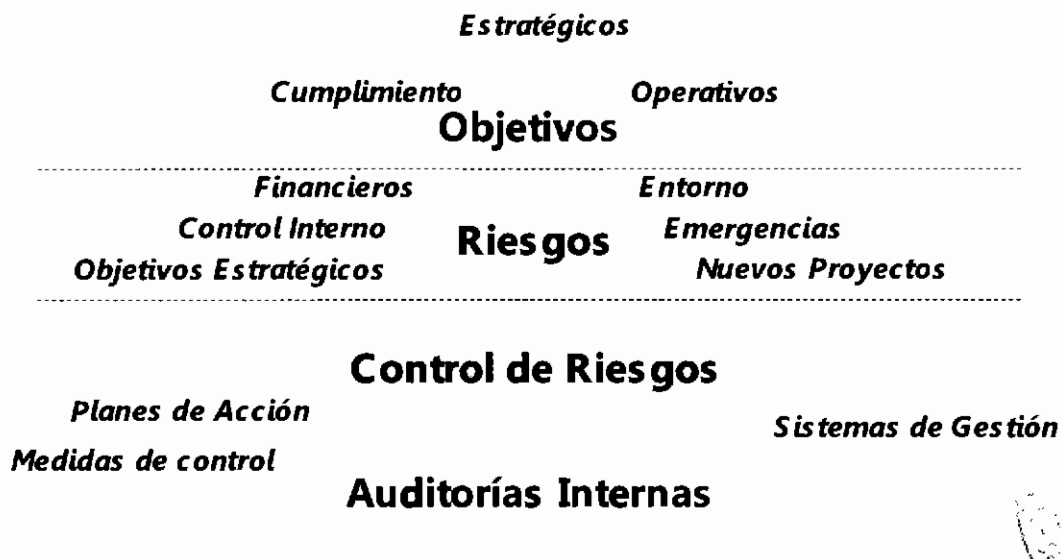 Estratégicos
Cumplimiento Operativos
Objetivos
Financieros Entorno
Control Interno Riesgos Emergencias
Objetivos Estratégicos Nuevos Proyectos
Control de Riesgos
Planes de Acción
Sistemas de Gestión
Medidas de control
Auditorías Internas